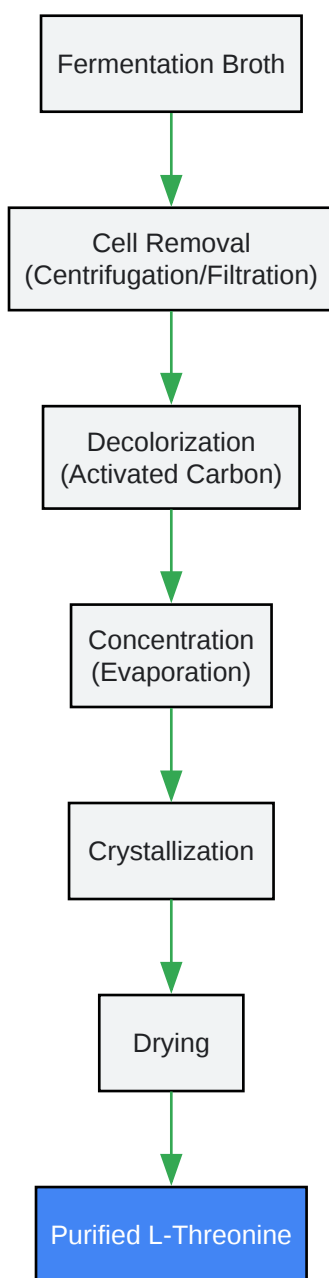 Fermentation Broth
Cell Removal
(Centrifugation/Filtration)
Decolorization
(Activated Carbon)
Concentration
(Evaporation)
Crystallization
Drying
Purified L-Threonine